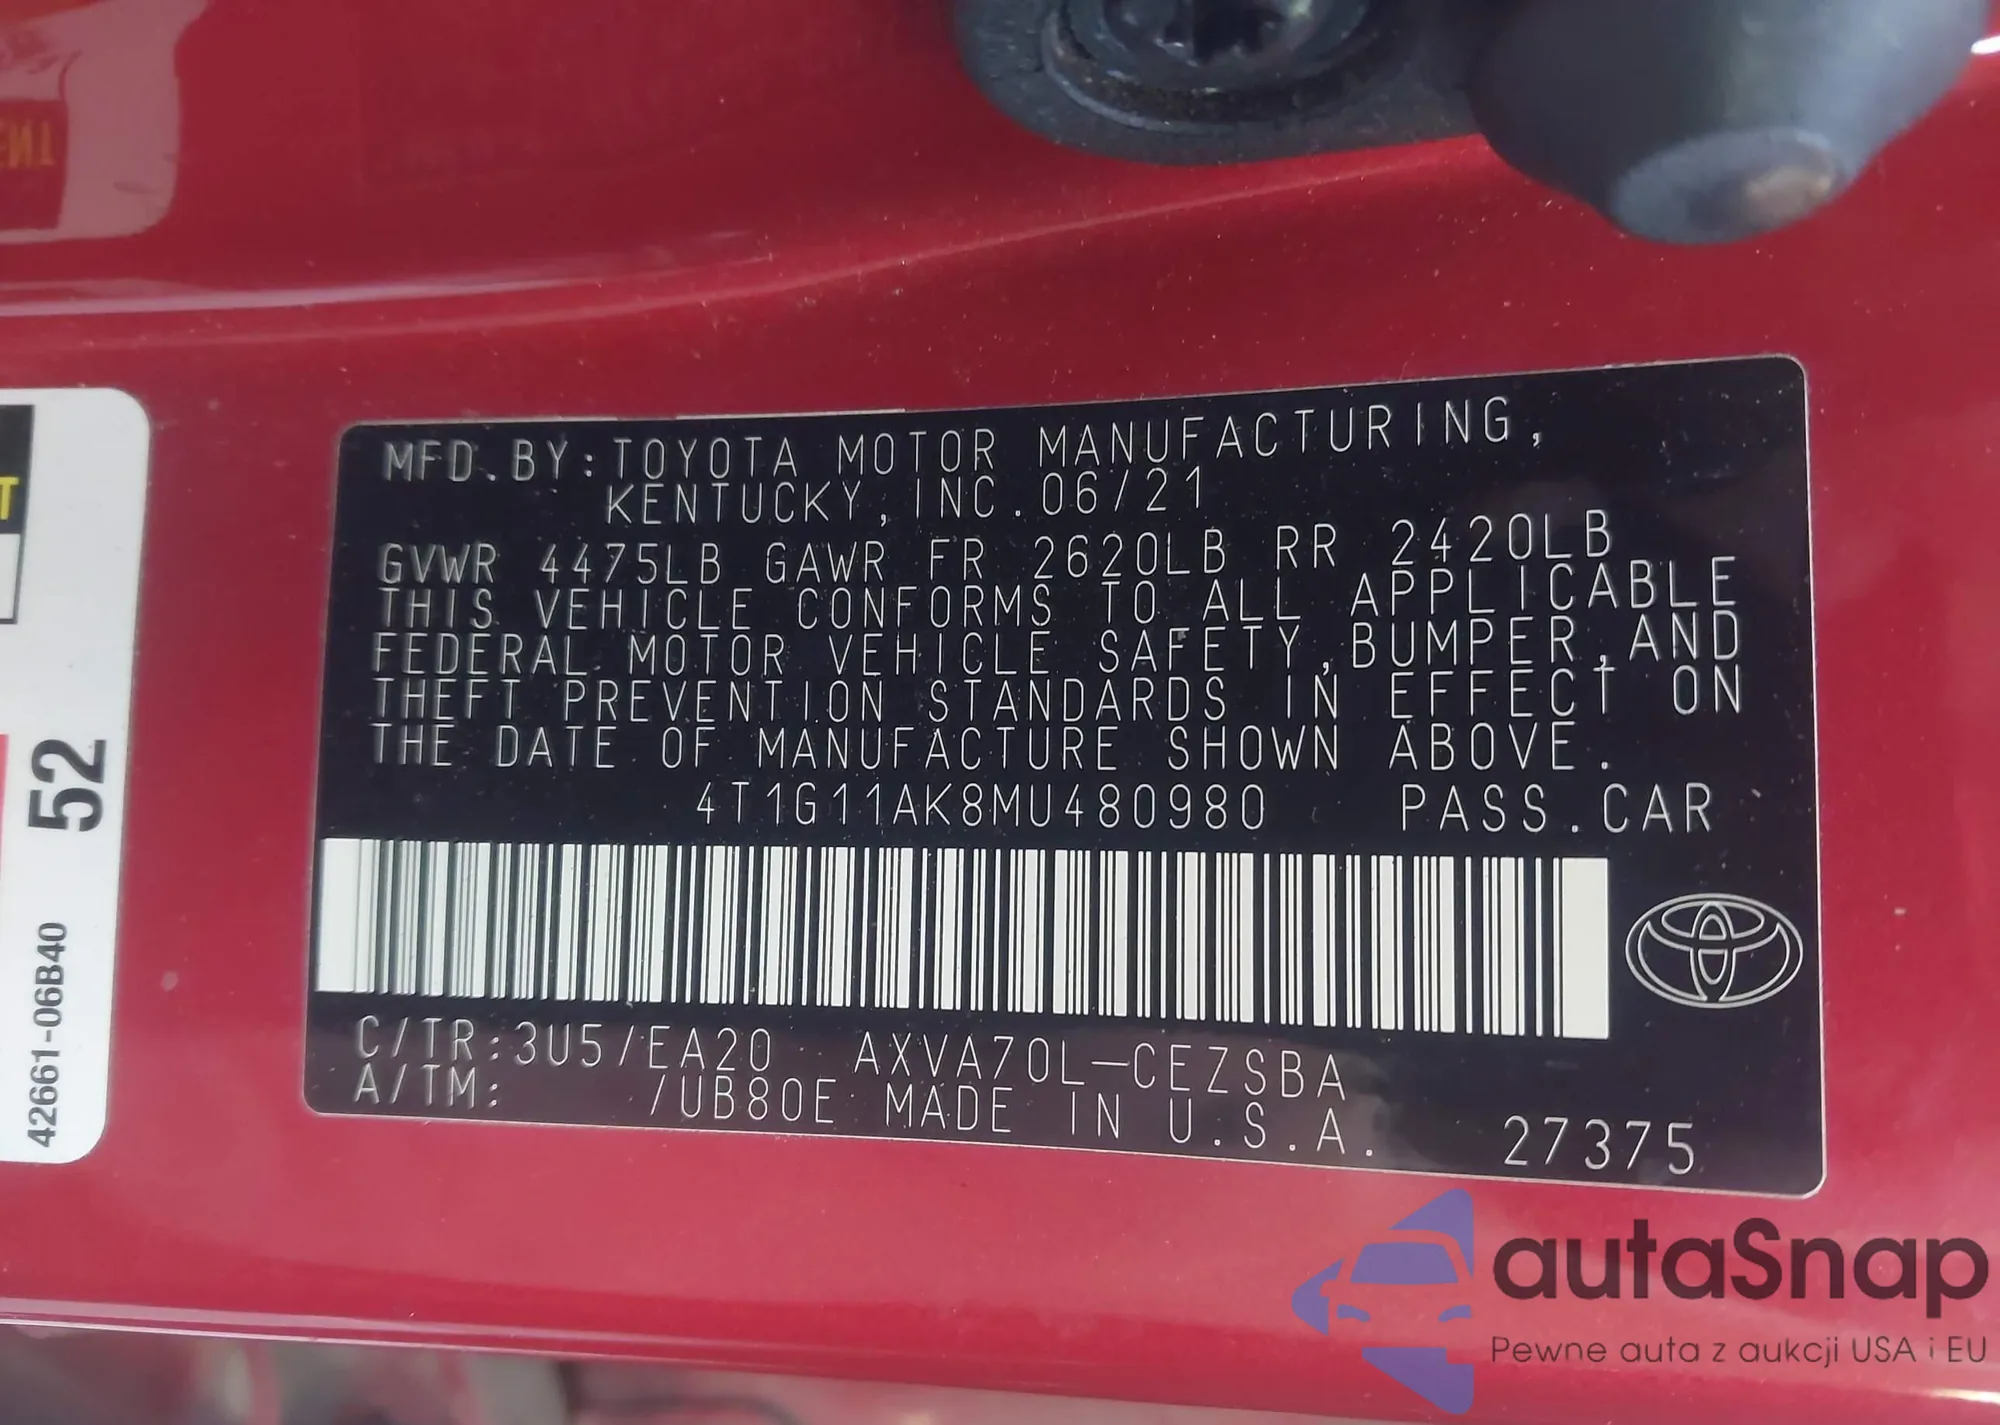 MFD.BY:TOYOTA MOTOR MANUFACTURING,
KENTUCKY,INC.06/21
GVWR 4475LB GAWR FR 2620LB RR 2420LB
THIS VEHICLE CONFORMS TO ALL APPLICABLE
FEDERAL MOTOR VEHICLE SAFETY,BUMPER,AND
THEFT PREVENTION STANDARDS IN EFFECT ON
THE DATE OF MANUFACTURE SHOWN ABOVE.
4T1G11AK8MU480980 PASS.CAR
C/TR:3U5/EA20 AXVA70L-CEZSBA
A/TM: /UB80E MADE IN U.S.A.
27375
T
52
42661-06B40
autaSnap
Pewne auta z aukcji USA i EU